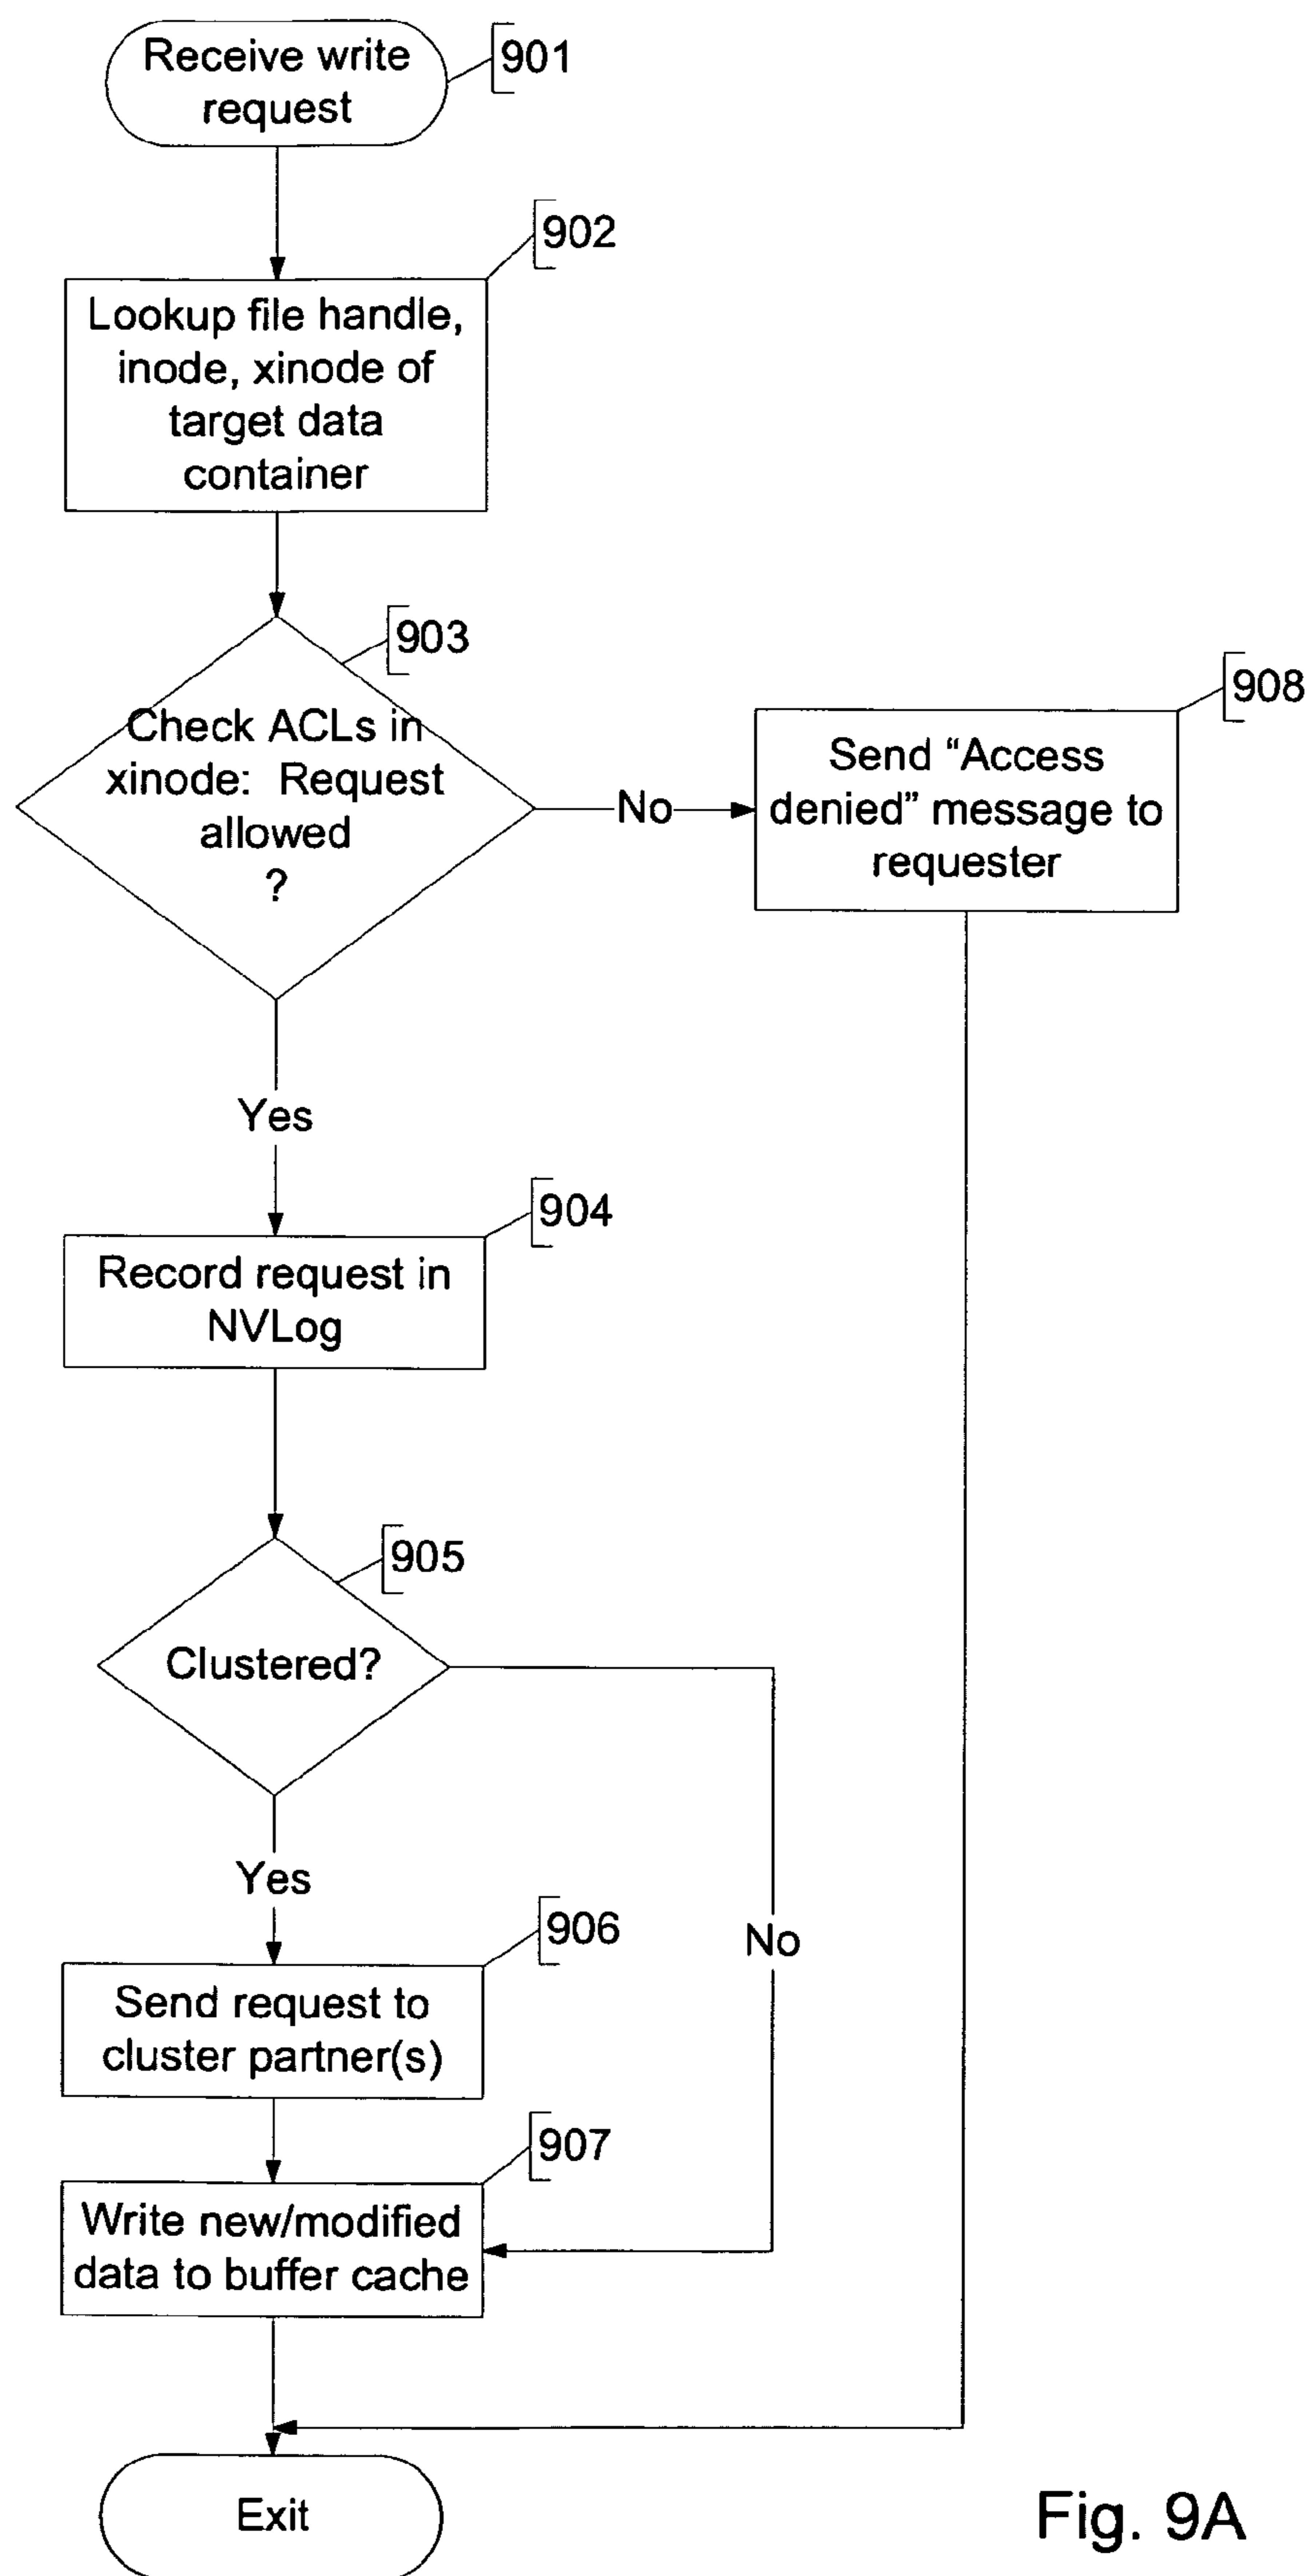 Receive write
request
901
902
Lookup file handle,
inode, xinode of
target data
container
903
Check ACLs in
xinode: Request
allowed
?
No
908
Send “Access
denied” message to
requester
Yes
904
Record request in
NVLog
905
Clustered?
Yes
No
906
Send request to
cluster partner(s)
907
Write new/modified
data to buffer cache
Exit
Fig. 9A